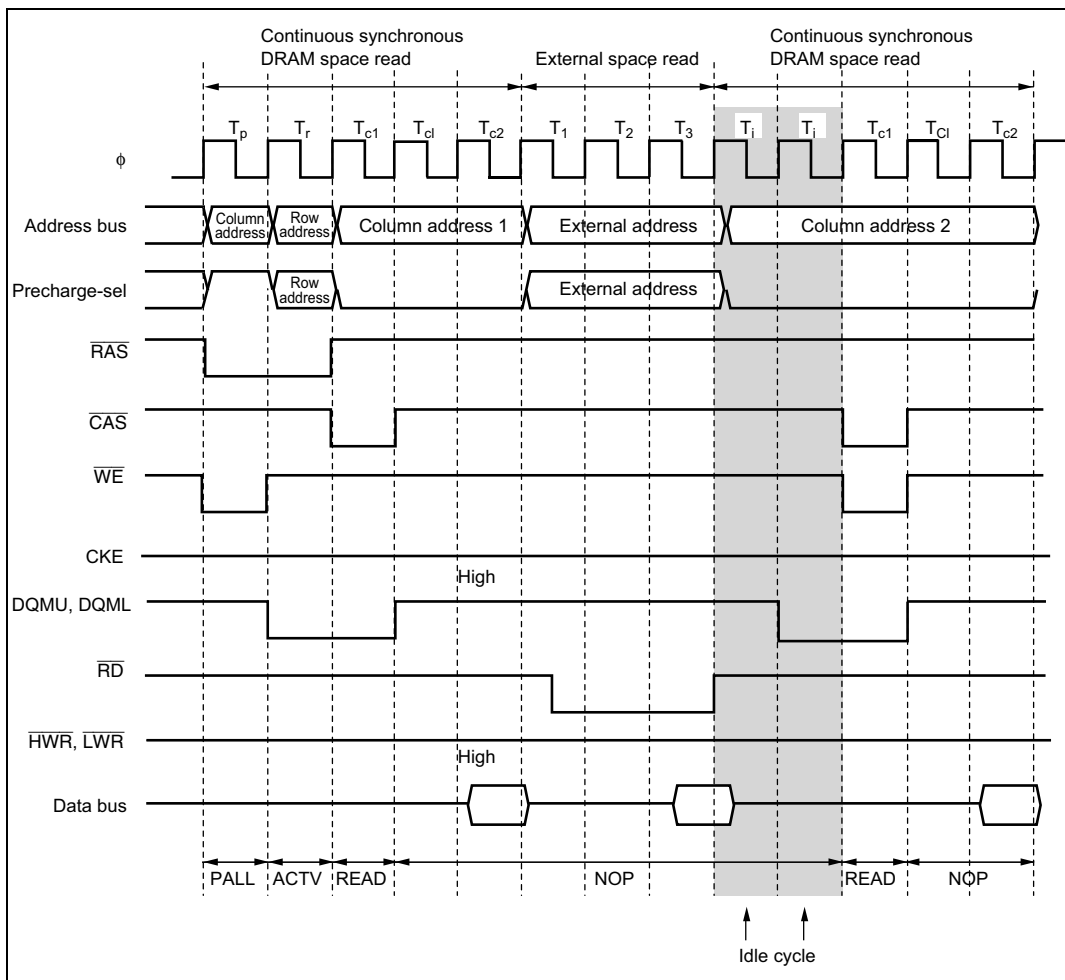 Continuous synchronous
DRAM space read
External space read
Continuous synchronous
DRAM space read
Tp Tr Tc1 Tcl Tc2 T1 T2 T3 Ti Ti Tc1 TCl Tc2
ϕ
Address bus
Column address
Row address
Column address 1
External address
Column address 2
Precharge-sel
Row address
External address
RAS
CAS
WE
CKE
High
DQMU, DQML
RD
HWR, LWR
High
Data bus
PALL ACTV READ NOP READ NOP
Idle cycle